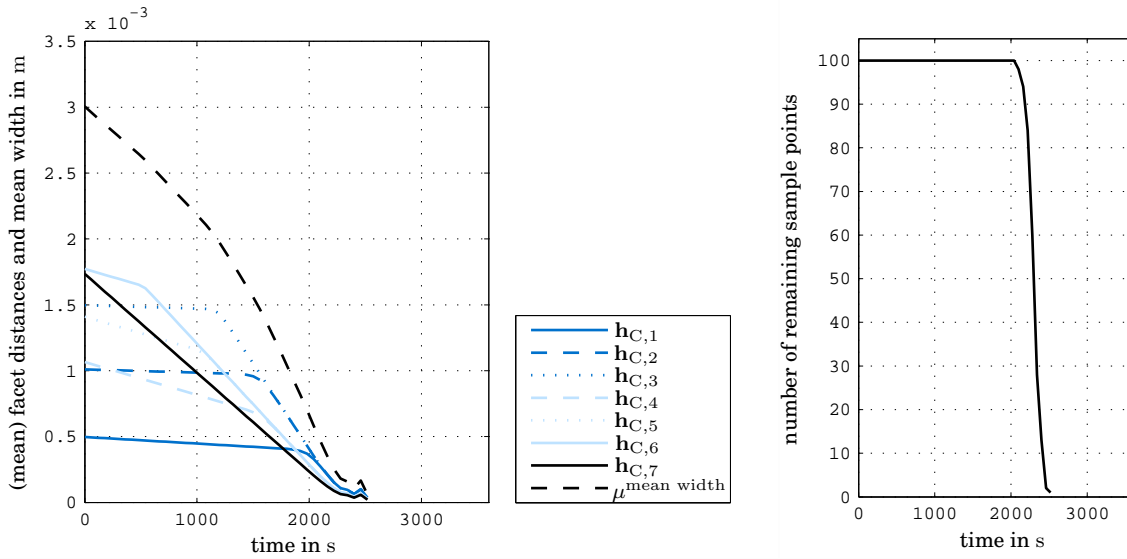 x 10⁻³
(mean) facet distances and mean width in m
3.5
3
2.5
2
1.5
1
0.5
0
0 1000 2000 3000
time in s
h_C,1
h_C,2
h_C,3
h_C,4
h_C,5
h_C,6
h_C,7
μ^mean width
number of remaining sample points
100
90
80
70
60
50
40
30
20
10
0
0 1000 2000 3000
time in s